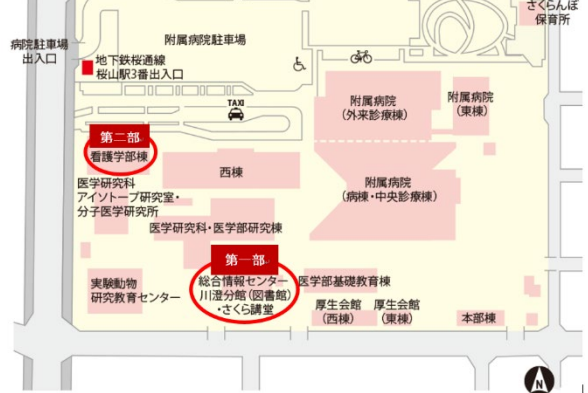 さくらんぼ
保育所
病院駐車場
出入口
附属病院駐車場
地下鉄桜通線
桜山駅3番出入口
TAXI
附属病院
(外来診療棟)
附属病院
(東棟)
第二部
看護学部棟
西棟
医学研究科
アイソトープ研究室・
分子医学研究所
附属病院
(病棟・中央診療棟)
医学研究科・医学部研究棟
第一部
総合情報センター
川澄分館(図書館)
・さくら講堂
医学部基礎教育棟
実験動物
研究教育センター
厚生会館
(西棟)
厚生会館
(東棟)
本部棟
N